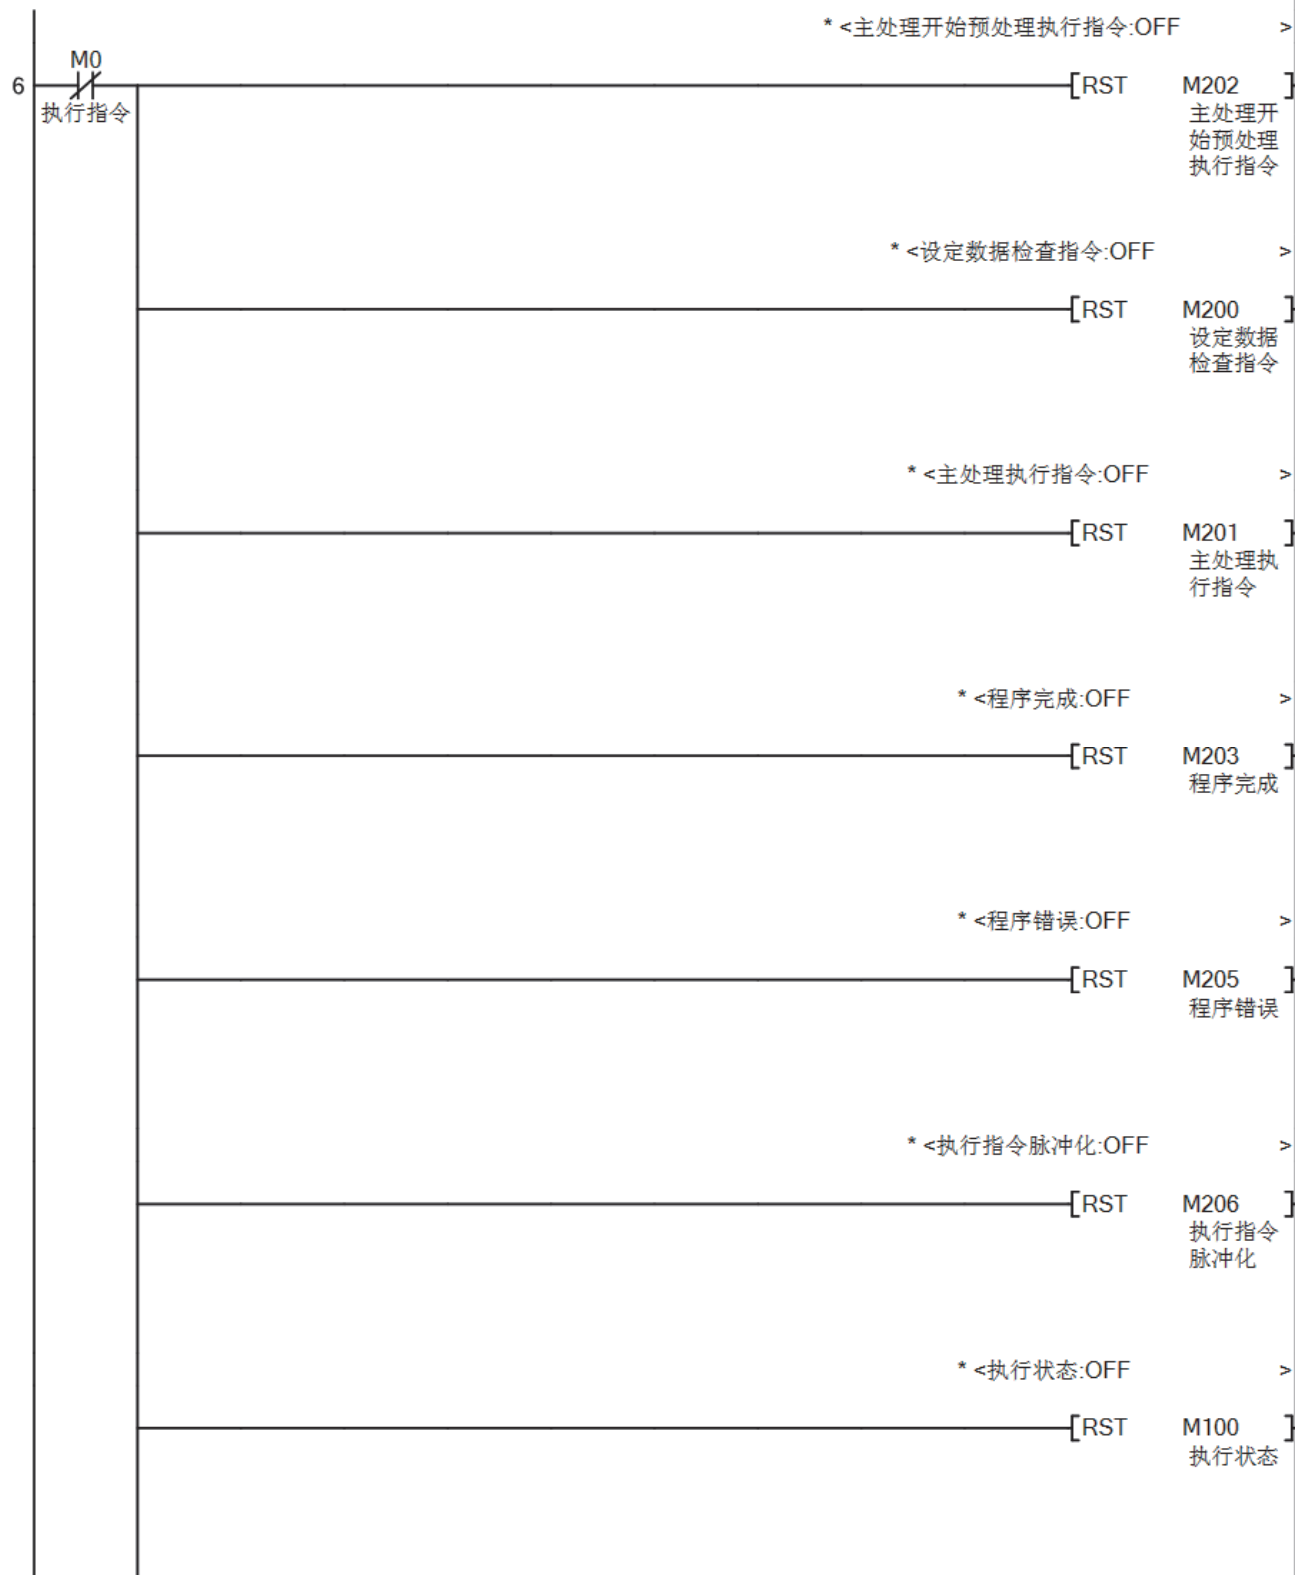 * <主处理开始预处理执行指令:OFF >
M0
6 [RST M202 ]
执行指令 主处理开
始预处理
执行指令
* <设定数据检查指令:OFF >
[RST M200 ]
设定数据
检查指令
* <主处理执行指令:OFF >
[RST M201 ]
主处理执
行指令
* <程序完成:OFF >
[RST M203 ]
程序完成
* <程序错误:OFF >
[RST M205 ]
程序错误
* <执行指令脉冲化:OFF >
[RST M206 ]
执行指令
脉冲化
* <执行状态:OFF >
[RST M100 ]
执行状态